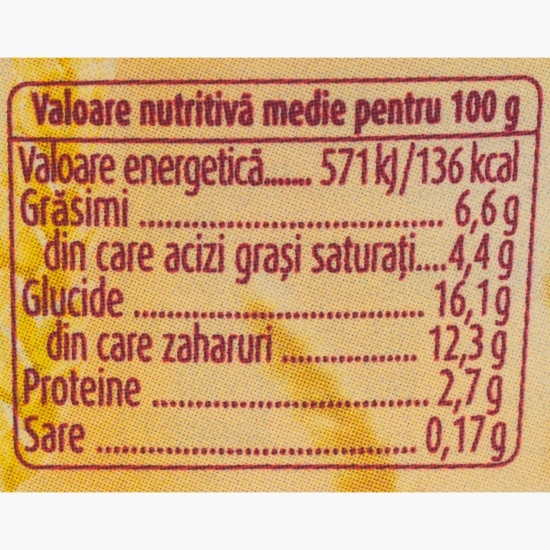 Valoare nutritivă medie pentru 100 g
Valoare energetică....... 571 kJ/136 kcal
Grăsimi .................................. 6,6 g
din care acizi grași saturați....4,4 g
Glucide ................................ 16,1 g
din care zaharuri ............... 12,3 g
Proteine ............................... 2,7 g
Sare .................................... 0,17 g